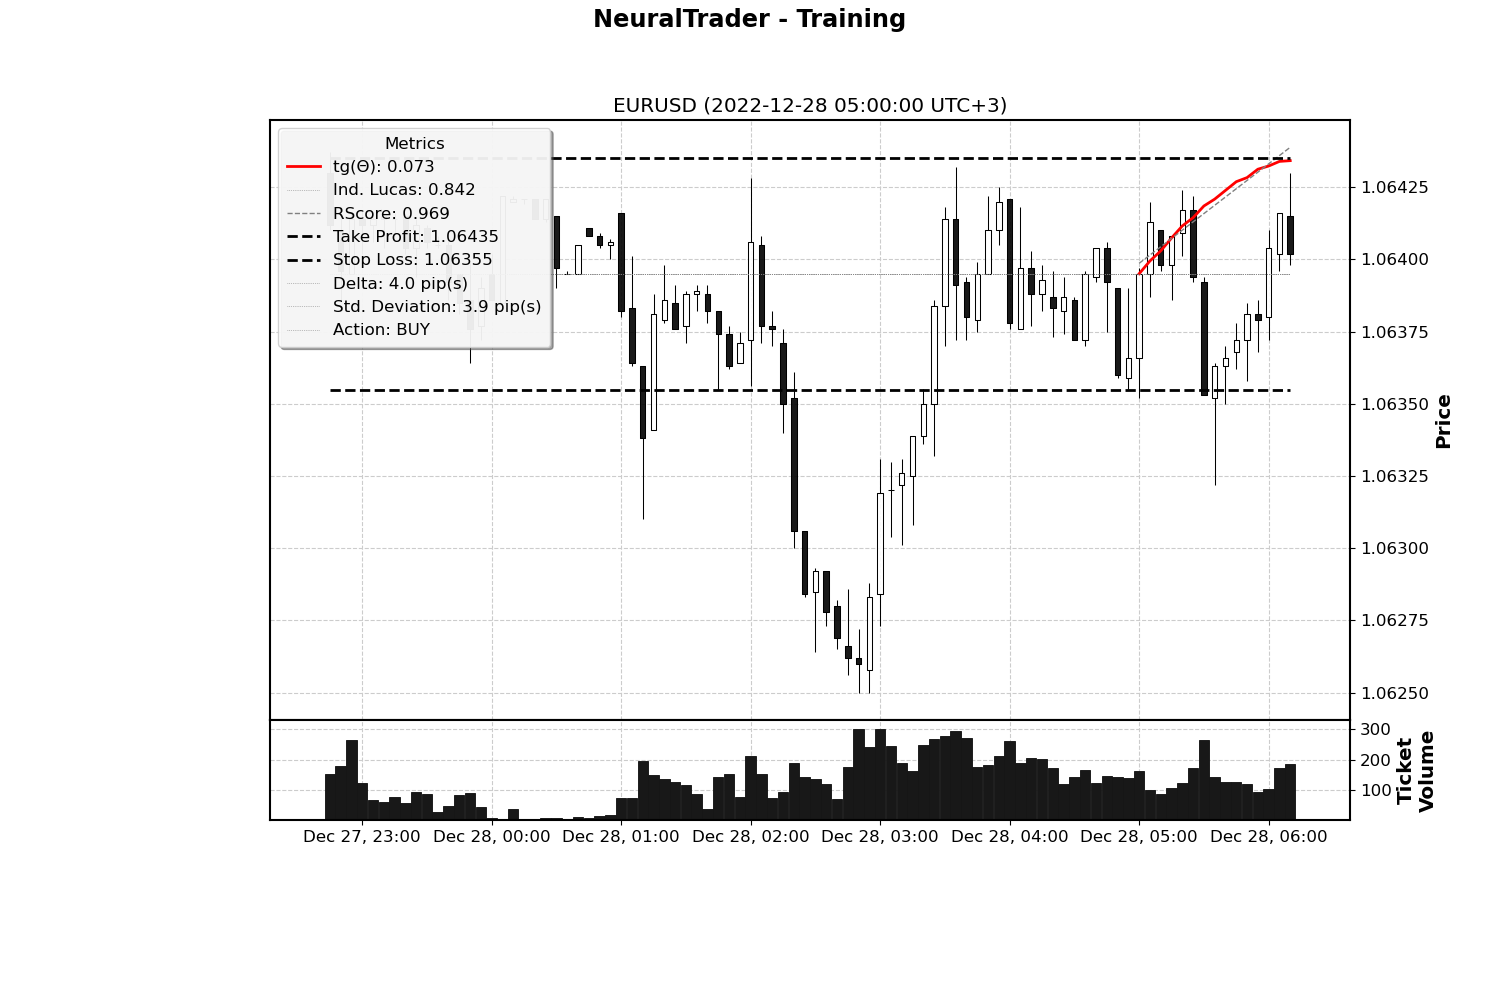 NeuralTrader - Training
EURUSD (2022-12-28 05:00:00 UTC+3)
Metrics
tg(Θ): 0.073
Ind. Lucas: 0.842
RScore: 0.969
Take Profit: 1.06435
Stop Loss: 1.06355
Delta: 4.0 pip(s)
Std. Deviation: 3.9 pip(s)
Action: BUY
1.06425
1.06400
1.06375
1.06350
1.06325
1.06300
1.06275
1.06250
Price
300
200
100
Ticket
Volume
Dec 27, 23:00
Dec 28, 00:00
Dec 28, 01:00
Dec 28, 02:00
Dec 28, 03:00
Dec 28, 04:00
Dec 28, 05:00
Dec 28, 06:00